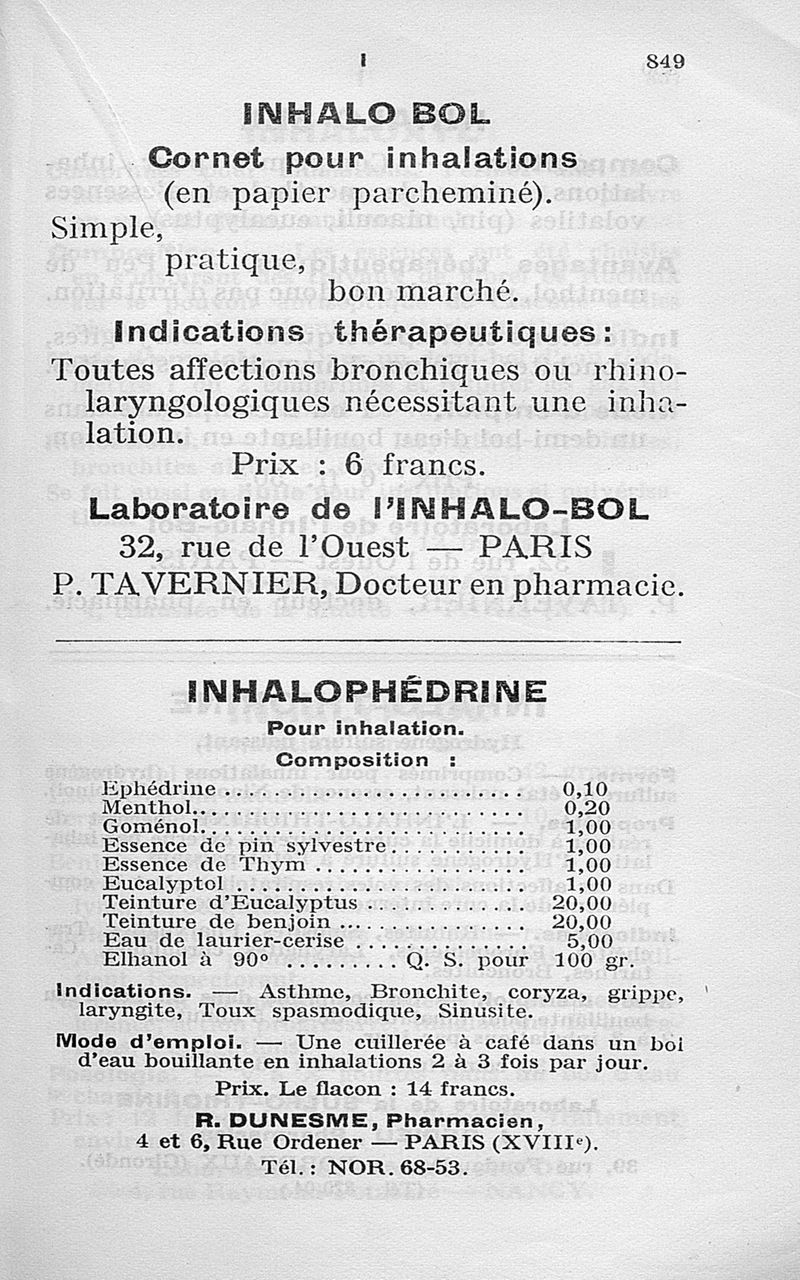 I 849
INHALO BOL
Cornet pour inhalations
(en papier parcheminé).
Simple,
pratique,
bon marché.
Indications thérapeutiques :
Toutes affections bronchiques ou rhino-
laryngologiques nécessitant une inha-
lation.
Prix : 6 francs.
Laboratoire de l'INHALO-BOL
32, rue de l'Ouest — PARIS
P. TAVERNIER, Docteur en pharmacie.
INHALOPHÉDRINE
Pour inhalation.
Composition :
Ephédrine .......................... 0,10
Menthol............................ 0,20
Goménol........................... 1,00
Essence de pin sylvestre........... 1,00
Essence de Thym ................. 1,00
Eucalyptol ........................ 1,00
Teinture d'Eucalyptus ............. 20,00
Teinture de benjoin ............... 20,00
Eau de laurier-cerise .............. 5,00
Elhanol à 90° ......... Q. S. pour 100 gr.
Indications. — Asthme, Bronchite, coryza, grippe,
laryngite, Toux spasmodique, Sinusite.
Mode d'emploi. — Une cuillerée à café dans un bol
d'eau bouillante en inhalations 2 à 3 fois par jour.
Prix. Le flacon : 14 francs.
R. DUNESME, Pharmacien,
4 et 6, Rue Ordener — PARIS (XVIIIe).
Tél. : NOR. 68-53.